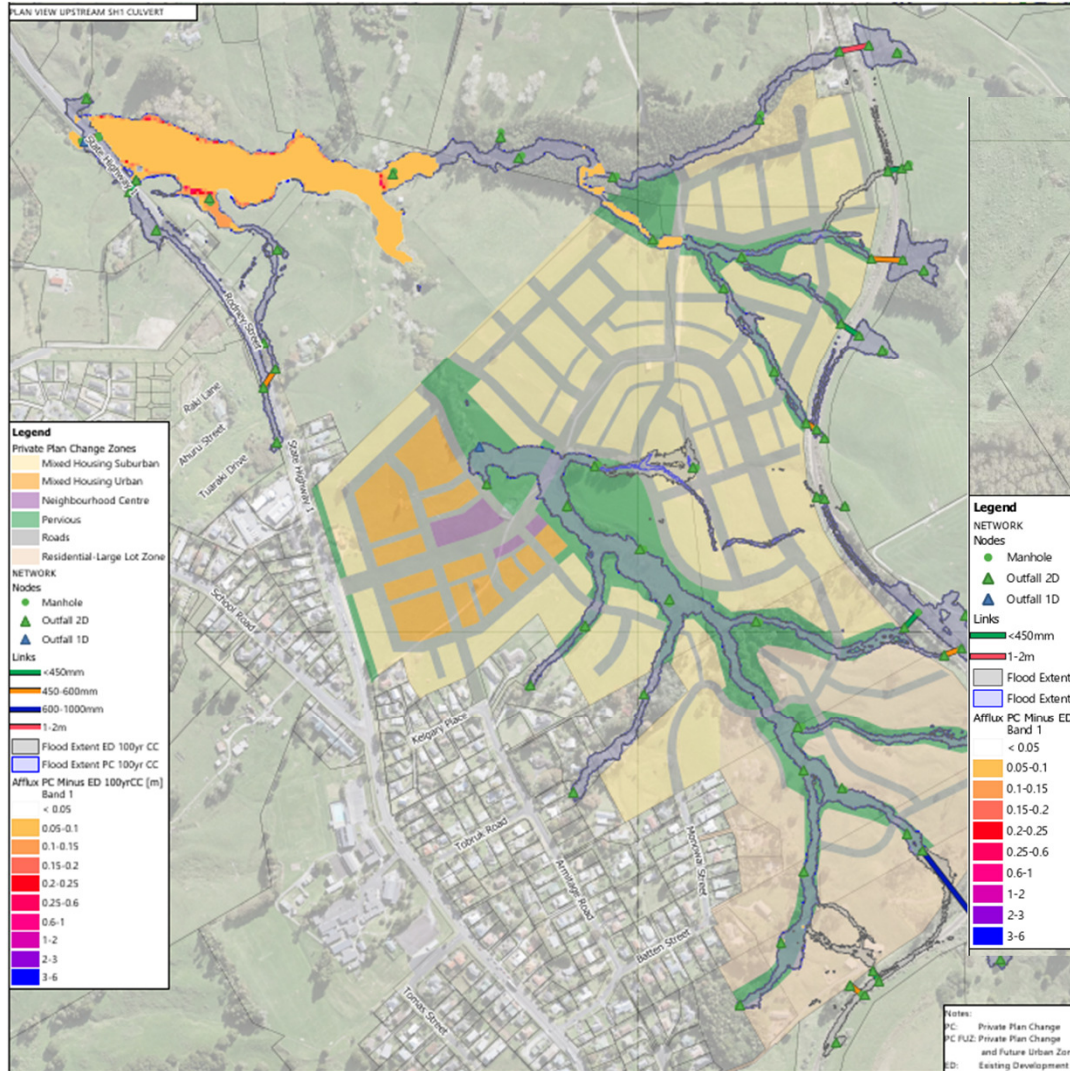 PLAN VIEW UPSTREAM SH1 CULVERT
State Highway 1
Rodney Street
Raki Lane
Ahuru Street
Tuaraki Drive
State Highway 1
School Road
Kelgary Place
Tobruk Road
Armitage Road
Monowai Street
Batten Street
Tomax Street
Legend
Private Plan Change Zones
Mixed Housing Suburban
Mixed Housing Urban
Neighbourhood Centre
Pervious
Roads
Residential-Large Lot Zone
NETWORK
Nodes
Manhole
Outfall 2D
Outfall 1D
Links
<450mm
450-600mm
600-1000mm
1-2m
Flood Extent ED 100yr CC
Flood Extent PC 100yr CC
Afflux PC Minus ED 100yrCC [m]
Band 1
< 0.05
0.05-0.1
0.1-0.15
0.15-0.2
0.2-0.25
0.25-0.6
0.6-1
1-2
2-3
3-6
Legend
NETWORK
Nodes
Manhole
Outfall 2D
Outfall 1D
Links
<450mm
1-2m
Flood Extent
Flood Extent
Afflux PC Minus ED
Band 1
< 0.05
0.05-0.1
0.1-0.15
0.15-0.2
0.2-0.25
0.25-0.6
0.6-1
1-2
2-3
3-6
Notes:
PC: Private Plan Change
PC FUZ: Private Plan Change
and Future Urban Zon
ED: Existing Development